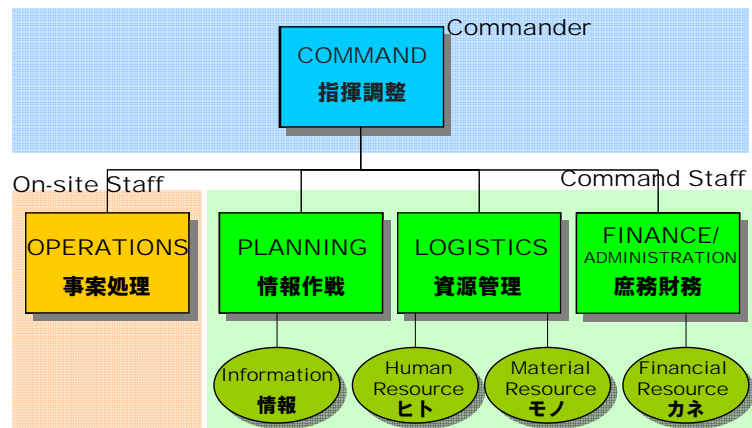 Commander
COMMAND
指揮調整
On-site Staff
Command Staff
OPERATIONS
事案処理
PLANNING
情報作戦
LOGISTICS
資源管理
FINANCE/
ADMINISTRATION
庶務財務
Information
情報
Human
Resource
ヒト
Material
Resource
モノ
Financial
Resource
カネ